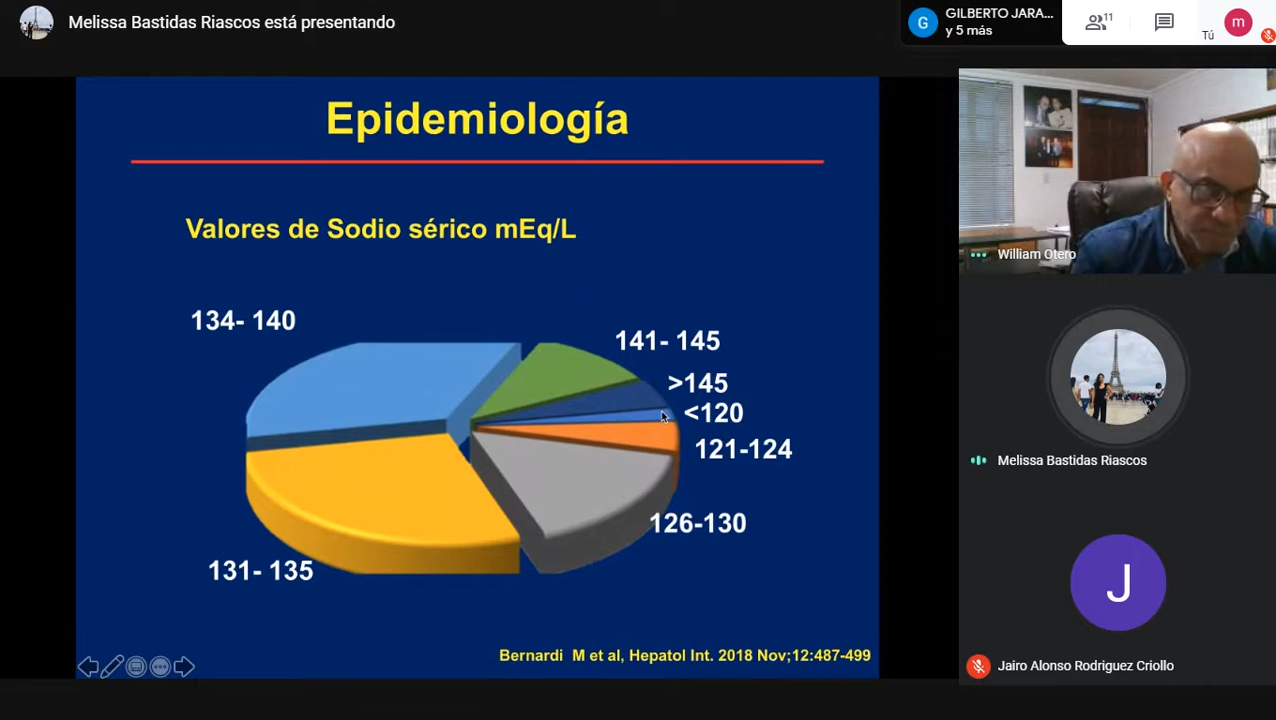 Melissa Bastidas Riascos está presentando
G
GILBERTO JARA...
y 5 más
11
Tú
m
Epidemiología
Valores de Sodio sérico mEq/L
134- 140
141- 145
>145
<120
121-124
126-130
131- 135
Bernardi M et al, Hepatol Int. 2018 Nov;12:487-499
William Otero
Melissa Bastidas Riascos
J
Jairo Alonso Rodriguez Criollo